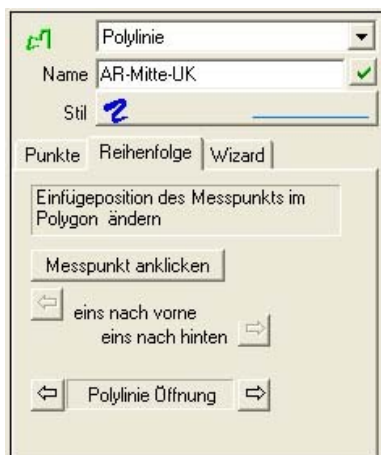 Polylinie
Name AR-Mitte-UK
Stil
Punkte Reihenfolge Wizard
Einfügeposition des Messpunkts im
Polygon ändern
Messpunkt anklicken
eins nach vorne
eins nach hinten
Polylinie Öffnung